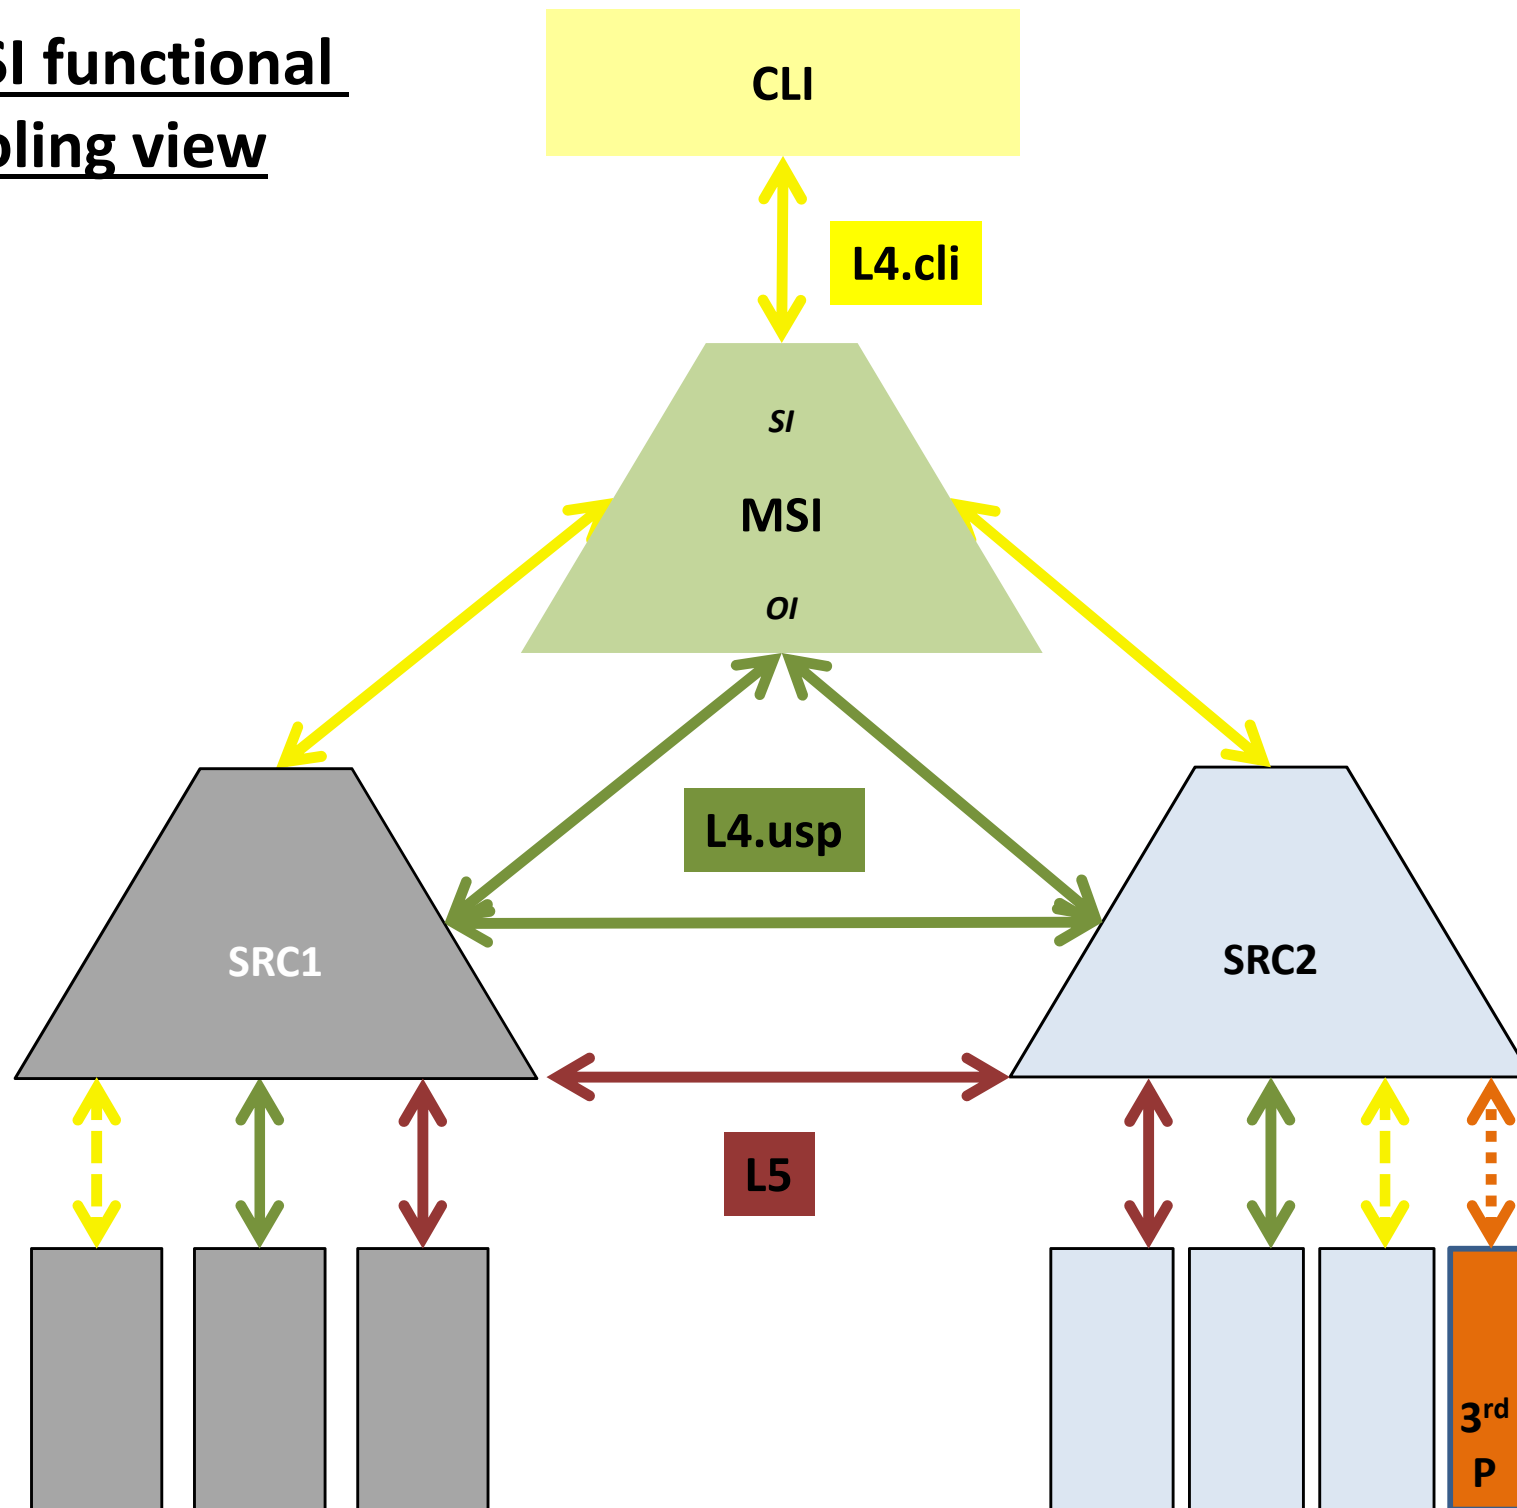 SI functional
pling view
CLI
L4.cli
SI
MSI
OI
L4.usp
SRC1
SRC2
L5
3rd
P